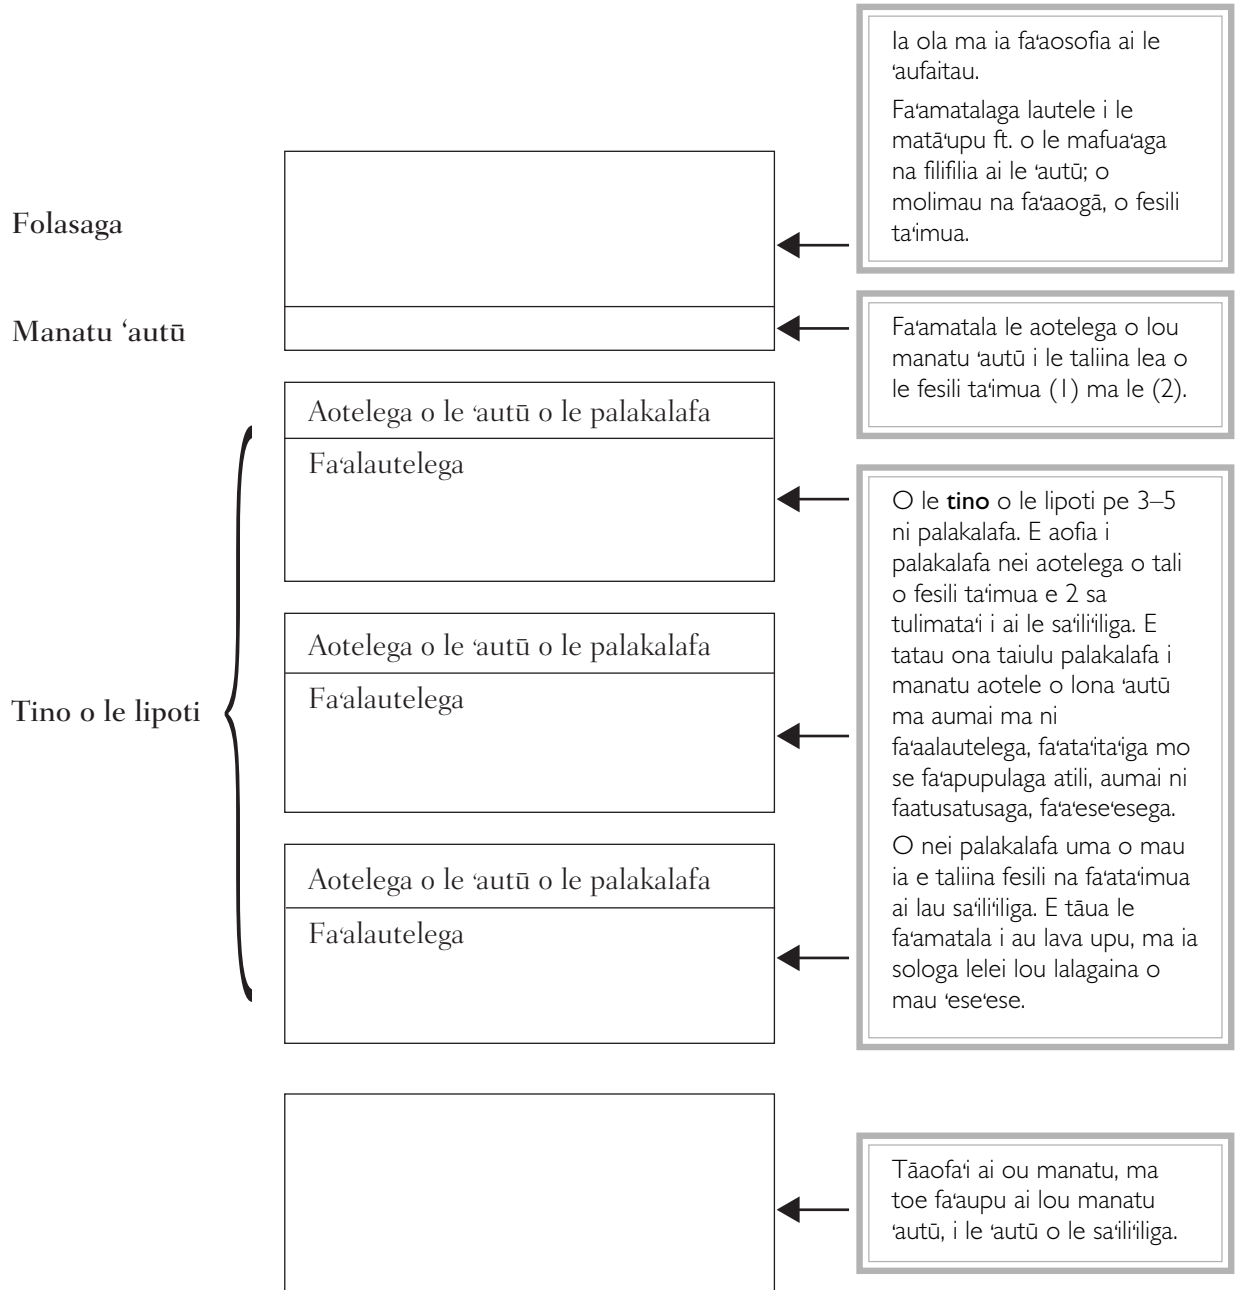 Ia ola ma ia fa‘aosofia ai le
‘aufaitau.
Fa‘amatalaga lautele i le
matā‘upu ft. o le mafua‘aga
na filifilia ai le ‘autū; o
molimau na fa‘aaogā, o fesili
ta‘imua.
Folasaga
Manatu ‘autū
Fa‘amatala le aotelega o lou
manatu ‘autū i le taliina lea o
le fesili ta‘imua (1) ma le (2).
Aotelega o le ‘autū o le palakalafa
Fa‘alautelega
Aotelega o le ‘autū o le palakalafa
Fa‘alautelega
Aotelega o le ‘autū o le palakalafa
Fa‘alautelega
Tino o le lipoti
O le tino o le lipoti pe 3–5
ni palakalafa. E aofia i
palakalafa nei aotelega o tali
o fesili ta‘imua e 2 sa
tulimata‘i i ai le sa‘ili‘iliga. E
tatau ona taiulu palakalafa i
manatu aotele o lona ‘autū
ma aumai ma ni
fa‘aalautelega, fa‘ata‘ita‘iga mo
se fa‘apupulaga atili, aumai ni
faatusatusaga, fa‘a‘ese‘esega.
O nei palakalafa uma o mau
ia e taliina fesili na fa‘ata‘imua
ai lau sa‘ili‘iliga. E tāua le
fa‘amatala i au lava upu, ma ia
sologa lelei lou lalagaina o
mau ‘ese‘ese.
Tāaofa‘i ai ou manatu, ma
toe fa‘aupu ai lou manatu
‘autū, i le ‘autū o le sa‘ili‘iliga.